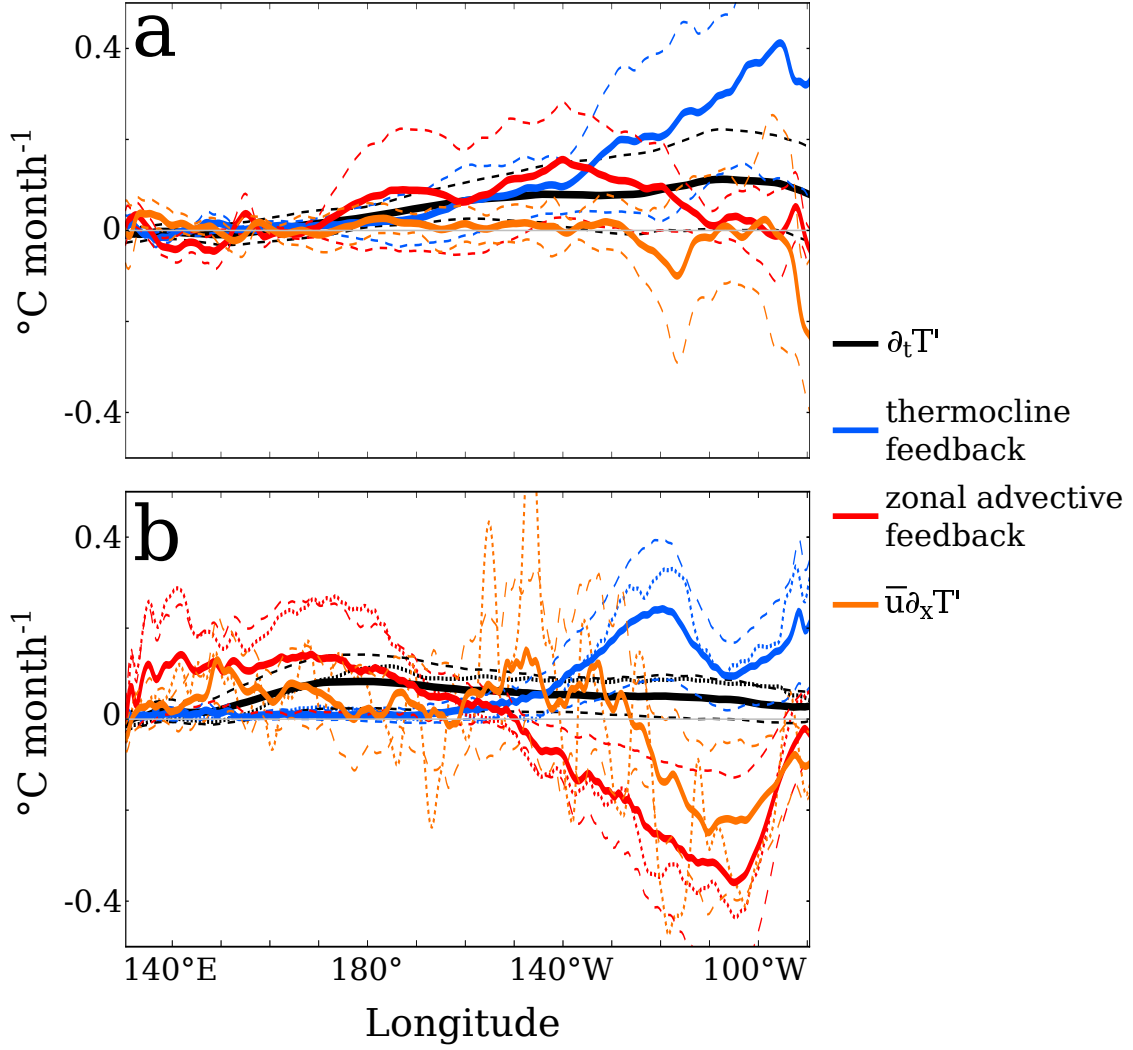 a
0.4
0
-0.4
°C month⁻¹
∂ₜT'
thermocline
feedback
zonal advective
feedback
u̅∂ₓT'
b
0.4
0
-0.4
°C month⁻¹
140°E 180° 140°W 100°W
Longitude